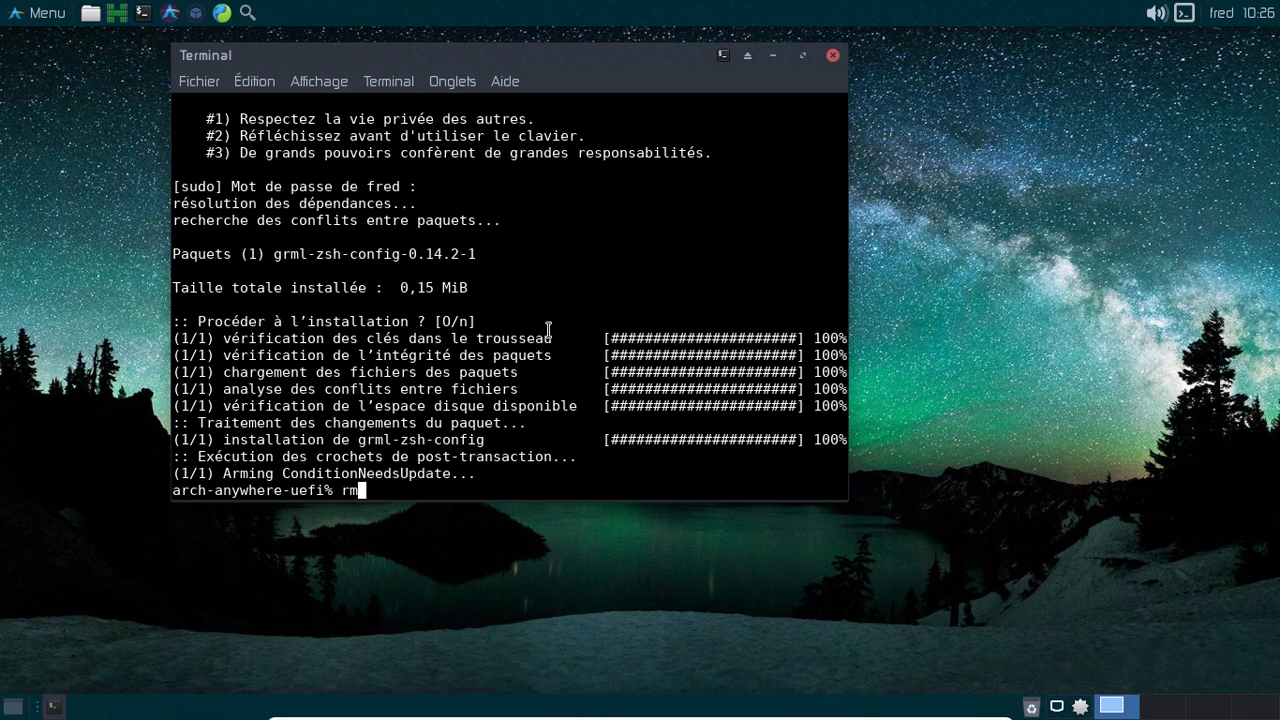 Menu
fred 10:26
Terminal
Fichier Édition Affichage Terminal Onglets Aide
#1) Respectez la vie privée des autres.
#2) Réfléchissez avant d'utiliser le clavier.
#3) De grands pouvoirs confèrent de grandes responsabilités.
[sudo] Mot de passe de fred :
résolution des dépendances...
recherche des conflits entre paquets...
Paquets (1) grml-zsh-config-0.14.2-1
Taille totale installée :  0,15 MiB
:: Procéder à l’installation ? [O/n]
(1/1) vérification des clés dans le trousseau [######################] 100%
(1/1) vérification de l’intégrité des paquets [######################] 100%
(1/1) chargement des fichiers des paquets [######################] 100%
(1/1) analyse des conflits entre fichiers [######################] 100%
(1/1) vérification de l’espace disque disponible [######################] 100%
:: Traitement des changements du paquet...
(1/1) installation de grml-zsh-config [######################] 100%
:: Exécution des crochets de post-transaction...
(1/1) Arming ConditionNeedsUpdate...
arch-anywhere-uefi% rm